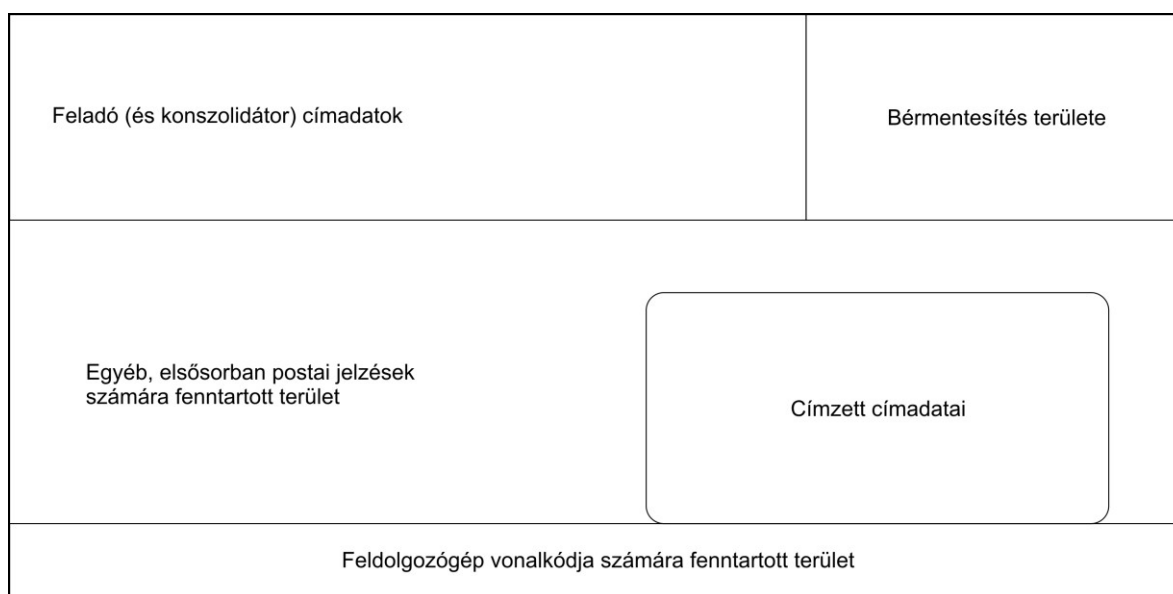 Feladó (és konszolidátor) címadatok
Bérmentesítés területe
Egyéb, elsősorban postai jelzések
számára fenntartott terület
Címzett címadatai
Feldolgozógép vonalkódja számára fenntartott terület